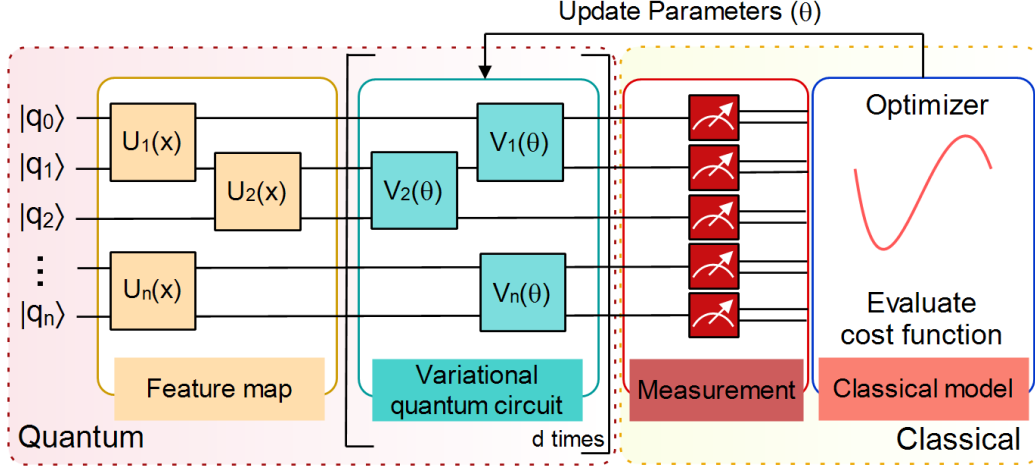 Update Parameters (θ)
|q₀⟩
|q₁⟩
|q₂⟩
⋮
|qₙ⟩
U₁(x)
U₂(x)
Uₙ(x)
V₁(θ)
V₂(θ)
Vₙ(θ)
Optimizer
Evaluate
cost function
Feature map
Variational
quantum circuit
Measurement
Classical model
Quantum
d times
Classical